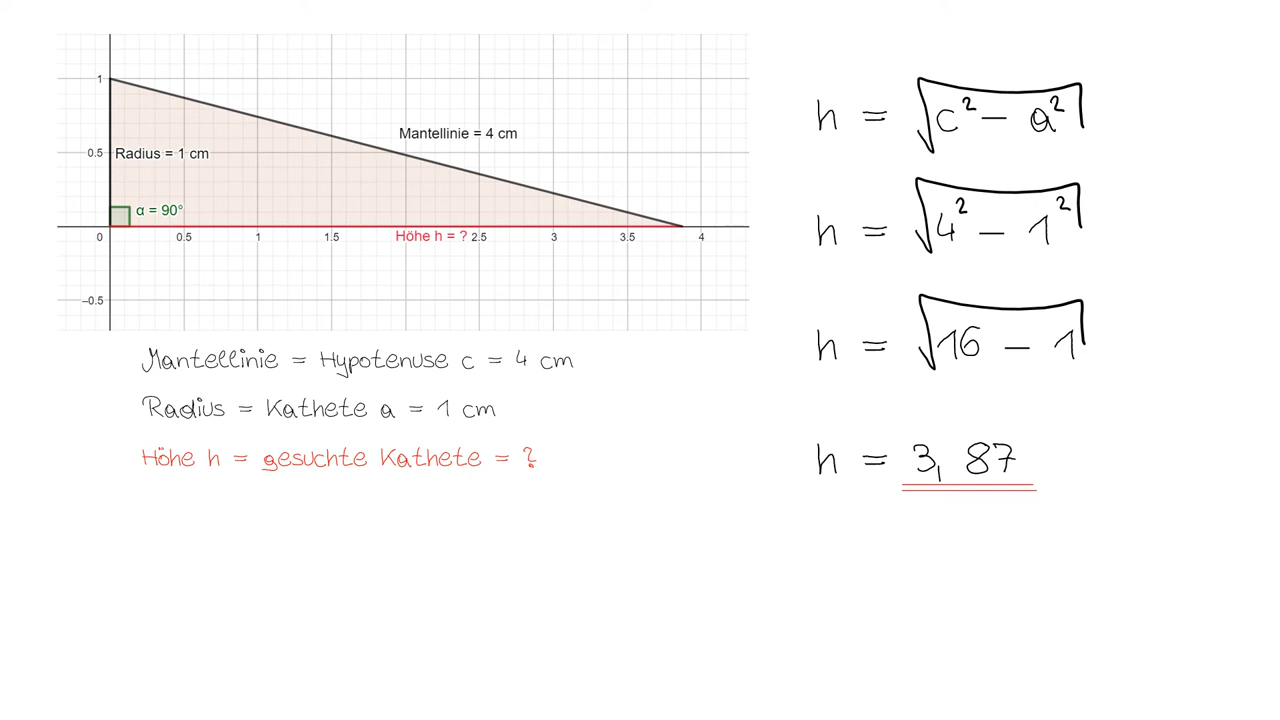 1
Mantellinie = 4 cm
0.5
Radius = 1 cm
α = 90°
0 0.5 1 1.5 2.5 3 3.5 4
Höhe h = ?
–0.5
Mantellinie = Hypotenuse c = 4 cm
Radius = Kathete a = 1 cm
Höhe h = gesuchte Kathete = ?
h = √c² – a²
h = √4² – 1²
h = √16 – 1
h = 3, 87